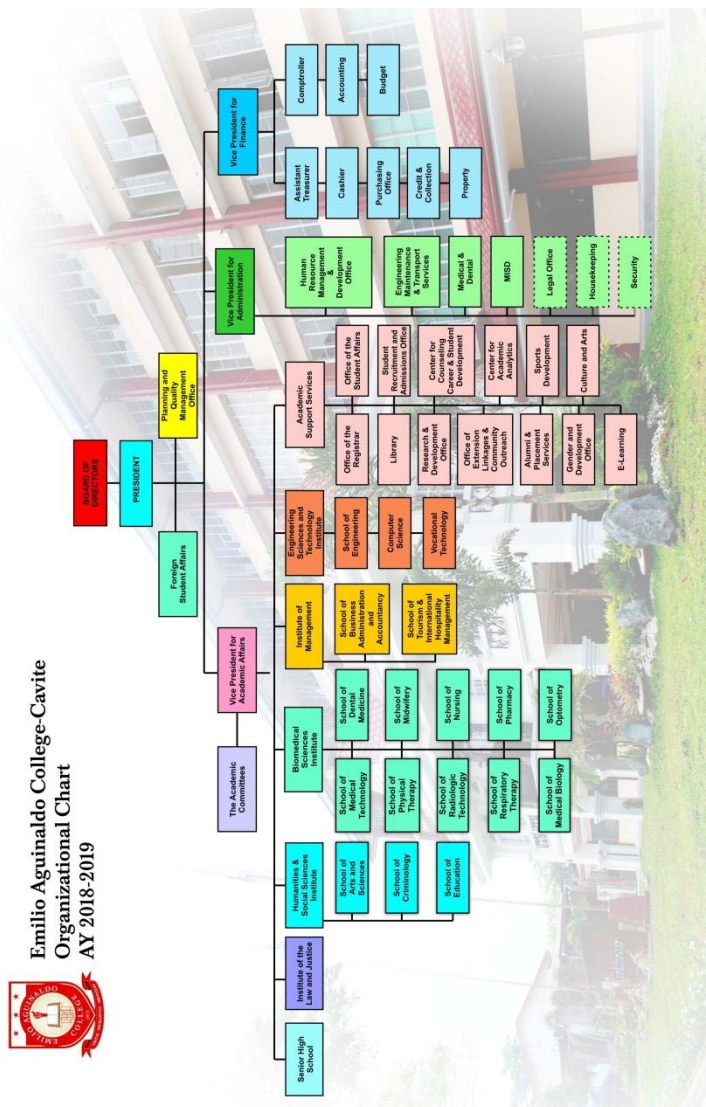 Emilio Aguinaldo College-Cavite
Organizational Chart
AY 2018-2019
EMILIO AGUINALDO
COLLEGE
BOARD OF
DIRECTORS
PRESIDENT
Foreign
Student Affairs
Planning and
Quality
Management
Office
The Academic
Committees
Vice President for
Academic Affairs
Vice President for
Administration
Vice President for
Finance
Senior High
School
Institute of the
Law and Justice
Humanities &
Social Sciences
Institute
School of
Arts and
Sciences
School of
Criminology
School of
Education
Biomedical
Sciences
Institute
School of
Medical
Technology
School of
Dental
Medicine
School of
Physical
Therapy
School of
Midwifery
School of
Radiologic
Technology
School of
Nursing
School of
Respiratory
Therapy
School of
Pharmacy
School of
Medical Biology
School of
Optometry
Institute of
Management
School of
Business
Administration
and
Accountancy
School of
Tourism &
International
Hospitality
Management
Engineering
Sciences and
Technology
Institute
School of
Engineering
Computer
Science
Vocational
Technology
Academic
Support Services
Office of the
Registrar
Office of the
Student Affairs
Library
Student
Recruitment and
Admissions Office
Research &
Development
Office
Center for
Counseling
Career & Student
Development
Office of
Extension
Linkages &
Community
Outreach
Center for
Academic
Analytics
Alumni &
Placement
Services
Sports
Development
Gender and
Development
Office
Culture and Arts
E-Learning
Human
Resource
Management
&
Development
Office
Engineering
Maintenance
& Transport
Services
Medical &
Dental
MISD
Legal Office
Houskeeping
Security
Assistant
Treasurer
Cashier
Purchasing
Office
Credit &
Collection
Property
Comptroller
Accounting
Budget